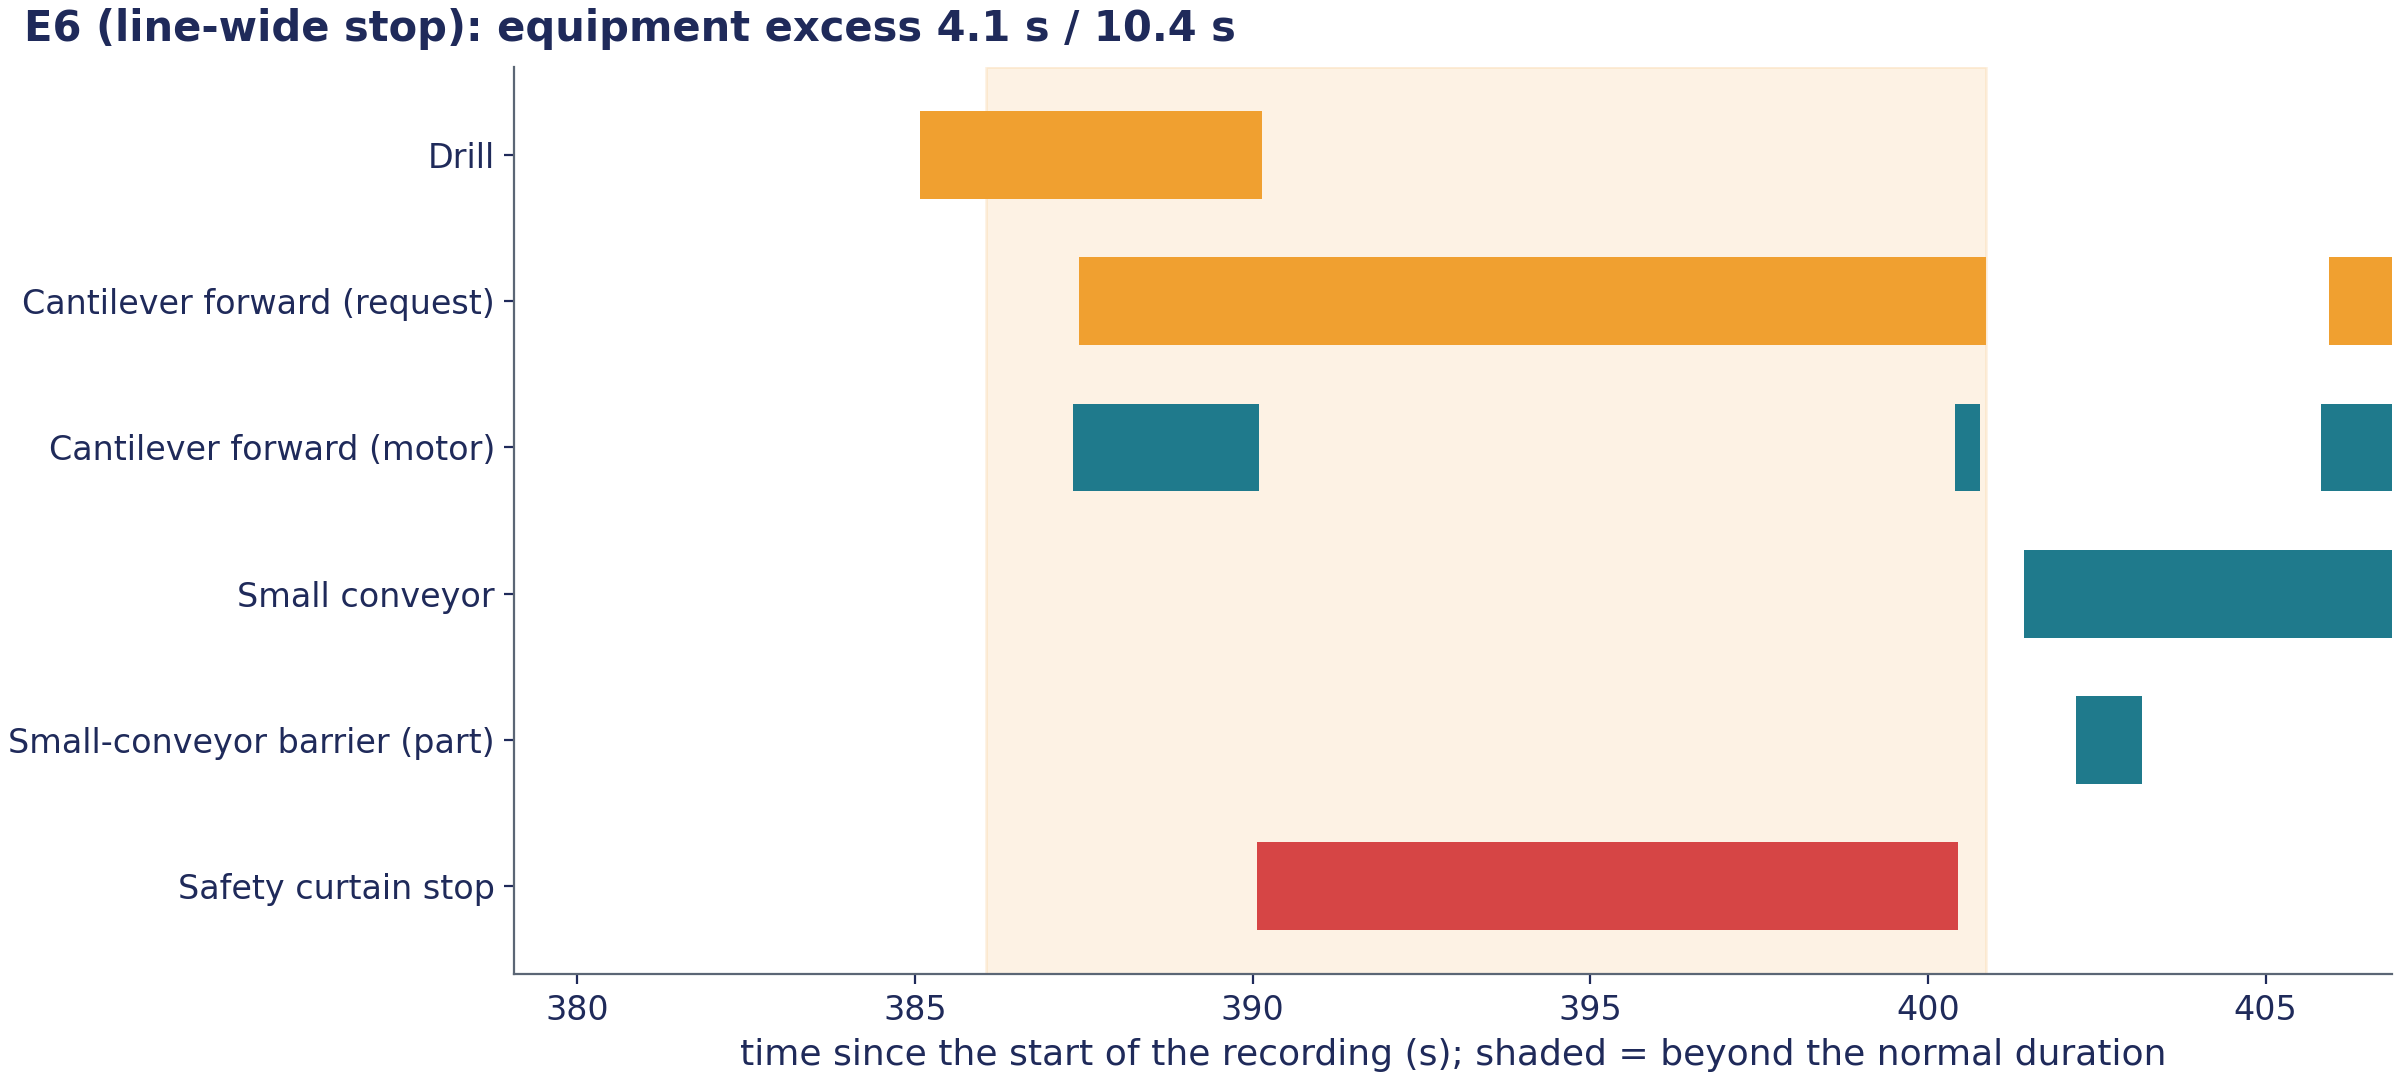 E6 (line-wide stop): equipment excess 4.1 s / 10.4 s
Drill
Cantilever forward (request)
Cantilever forward (motor)
Small conveyor
Small-conveyor barrier (part)
Safety curtain stop
380 385 390 395 400 405
time since the start of the recording (s); shaded = beyond the normal duration